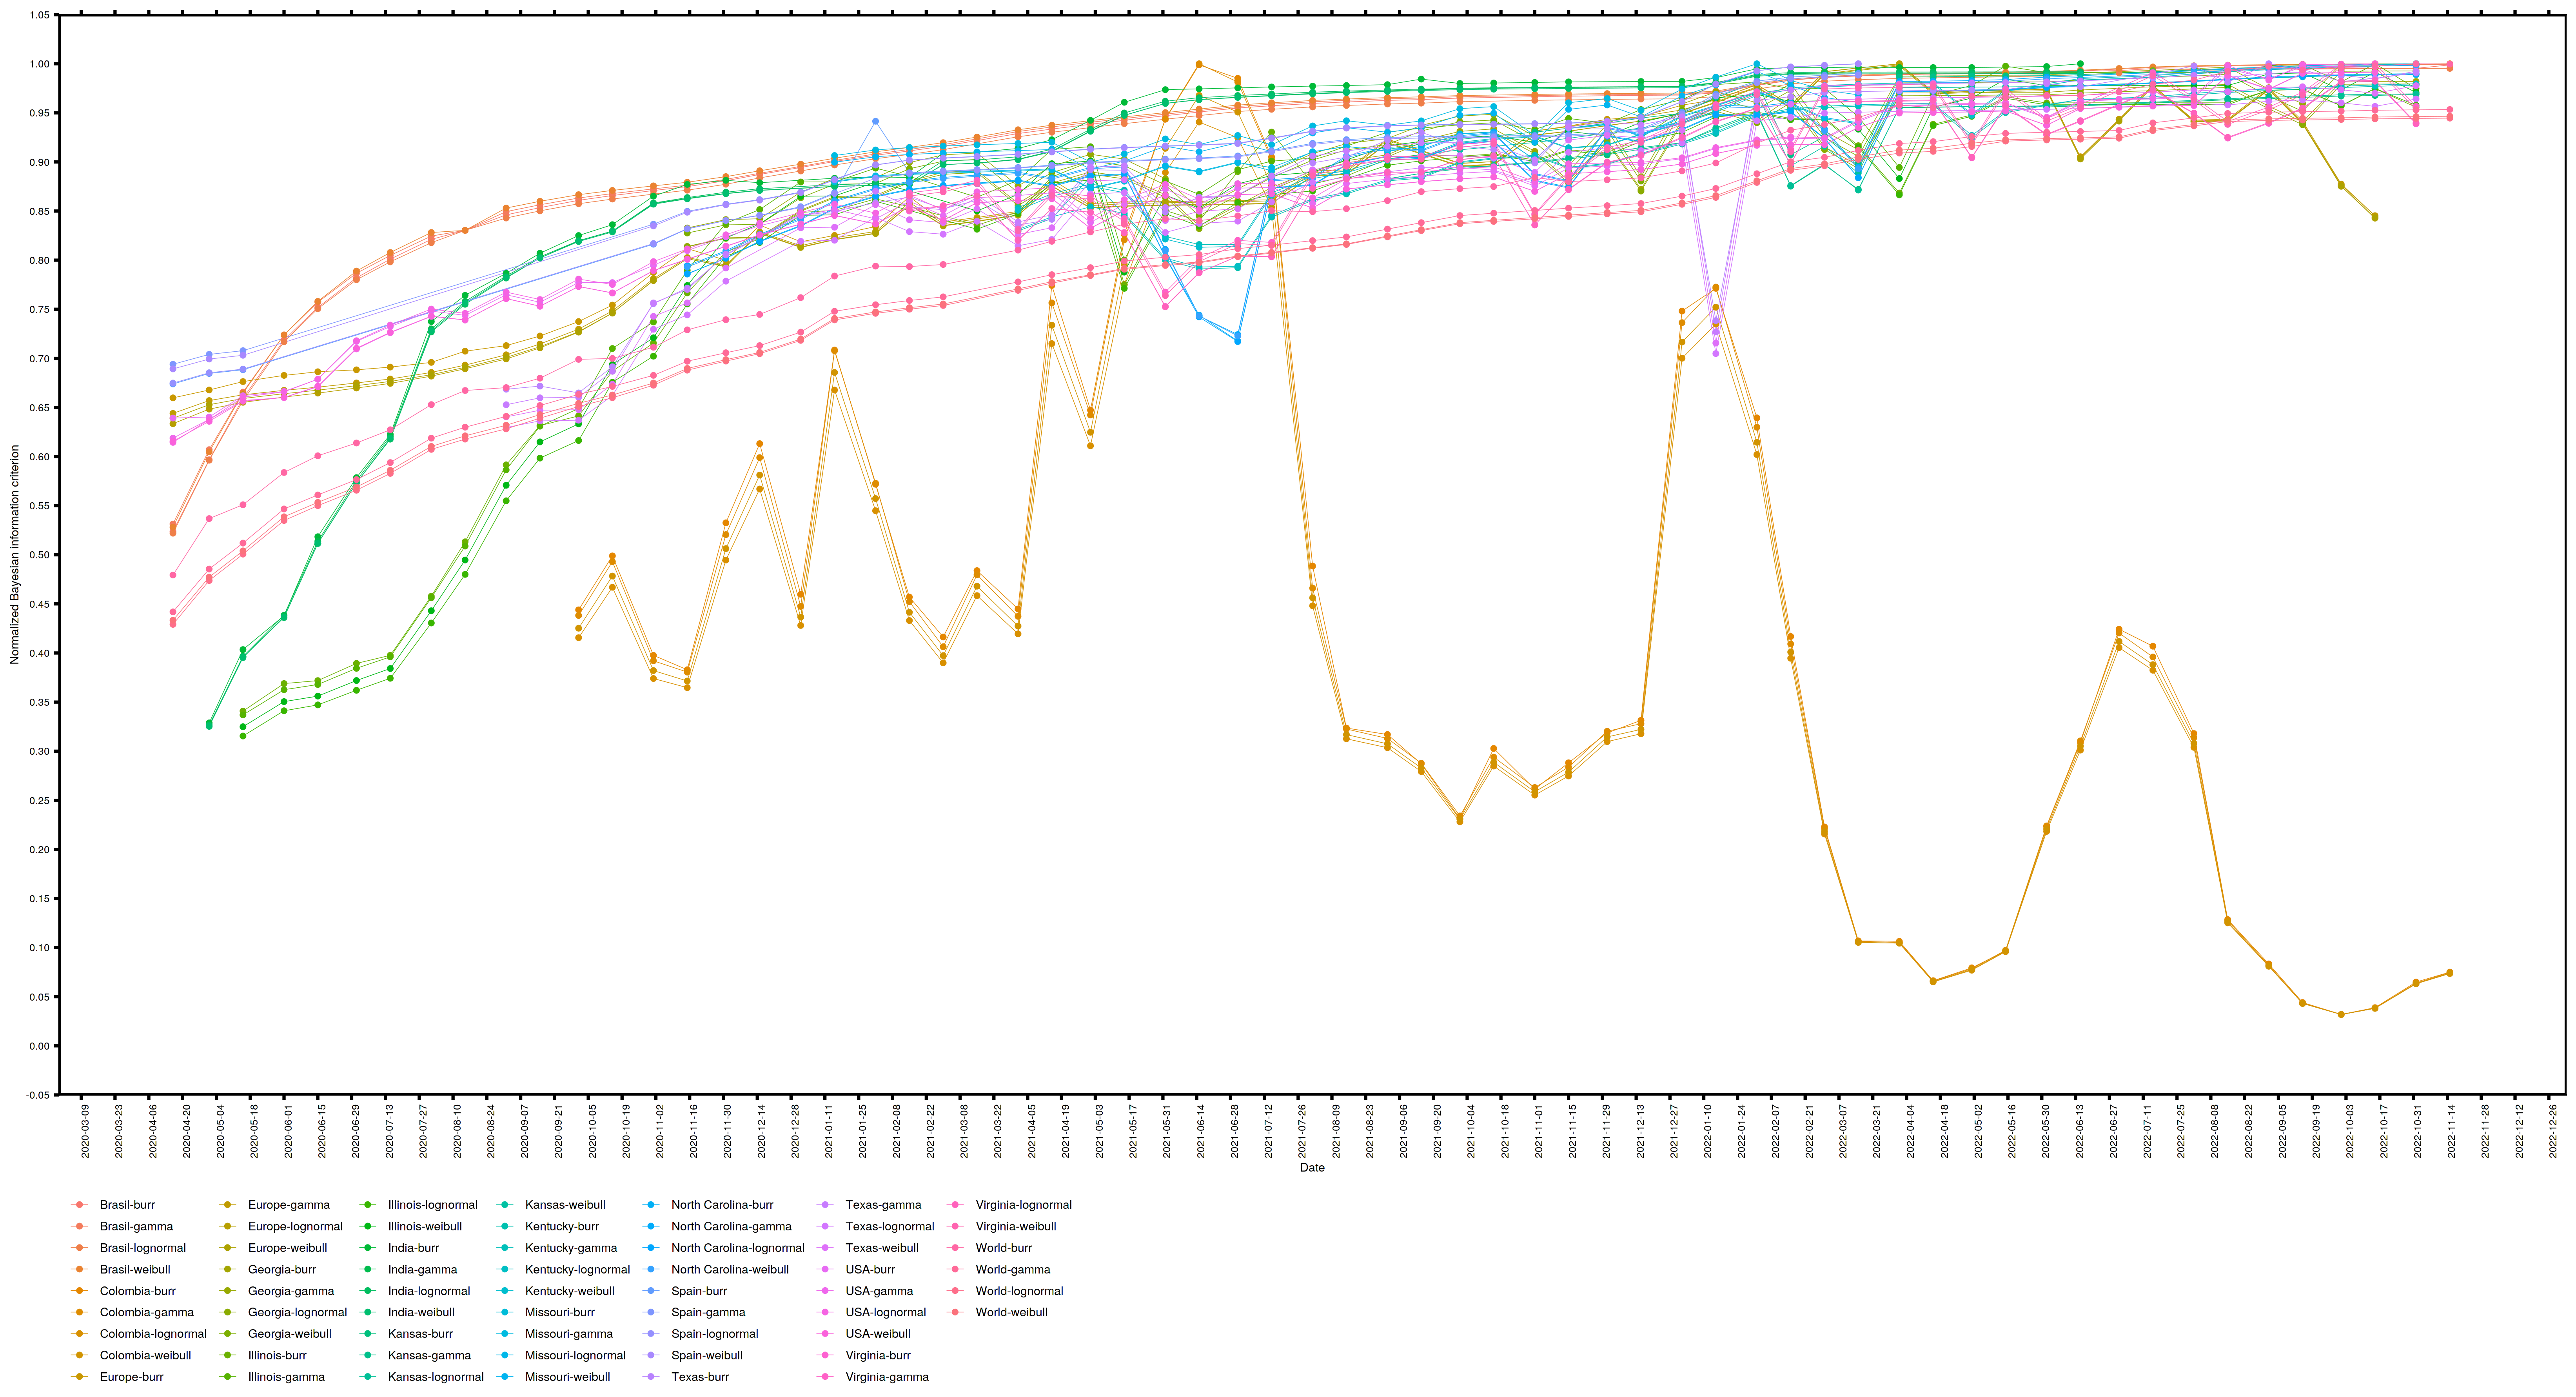 1.05
1.00
0.95
0.90
0.85
0.80
0.75
0.70
0.65
0.60
0.55
0.50
0.45
0.40
0.35
0.30
0.25
0.20
0.15
0.10
0.05
0.00
-0.05
Normalized Bayesian information criterion
2020-03-09
2020-03-23
2020-04-06
2020-04-20
2020-05-04
2020-05-18
2020-06-01
2020-06-15
2020-06-29
2020-07-13
2020-07-27
2020-08-10
2020-08-24
2020-09-07
2020-09-21
2020-10-05
2020-10-19
2020-11-02
2020-11-16
2020-11-30
2020-12-14
2020-12-28
2021-01-11
2021-01-25
2021-02-08
2021-02-22
2021-03-08
2021-03-22
2021-04-05
2021-04-19
2021-05-03
2021-05-17
2021-05-31
2021-06-14
2021-06-28
2021-07-12
2021-07-26
2021-08-09
2021-08-23
2021-09-06
2021-09-20
2021-10-04
2021-10-18
2021-11-01
2021-11-15
2021-11-29
2021-12-13
2021-12-27
2022-01-10
2022-01-24
2022-02-07
2022-02-21
2022-03-07
2022-03-21
2022-04-04
2022-04-18
2022-05-02
2022-05-16
2022-05-30
2022-06-13
2022-06-27
2022-07-11
2022-07-25
2022-08-08
2022-08-22
2022-09-05
2022-09-19
2022-10-03
2022-10-17
2022-10-31
2022-11-14
2022-11-28
2022-12-12
2022-12-26
Date
Brasil-burr
Brasil-gamma
Brasil-lognormal
Brasil-weibull
Colombia-burr
Colombia-gamma
Colombia-lognormal
Colombia-weibull
Europe-burr
Europe-gamma
Europe-lognormal
Europe-weibull
Georgia-burr
Georgia-gamma
Georgia-lognormal
Georgia-weibull
Illinois-burr
Illinois-gamma
Illinois-lognormal
Illinois-weibull
India-burr
India-gamma
India-lognormal
India-weibull
Kansas-burr
Kansas-gamma
Kansas-lognormal
Kansas-weibull
Kentucky-burr
Kentucky-gamma
Kentucky-lognormal
Kentucky-weibull
Missouri-burr
Missouri-gamma
Missouri-lognormal
Missouri-weibull
North Carolina-burr
North Carolina-gamma
North Carolina-lognormal
North Carolina-weibull
Spain-burr
Spain-gamma
Spain-lognormal
Spain-weibull
Texas-burr
Texas-gamma
Texas-lognormal
Texas-weibull
USA-burr
USA-gamma
USA-lognormal
USA-weibull
Virginia-burr
Virginia-gamma
Virginia-lognormal
Virginia-weibull
World-burr
World-gamma
World-lognormal
World-weibull